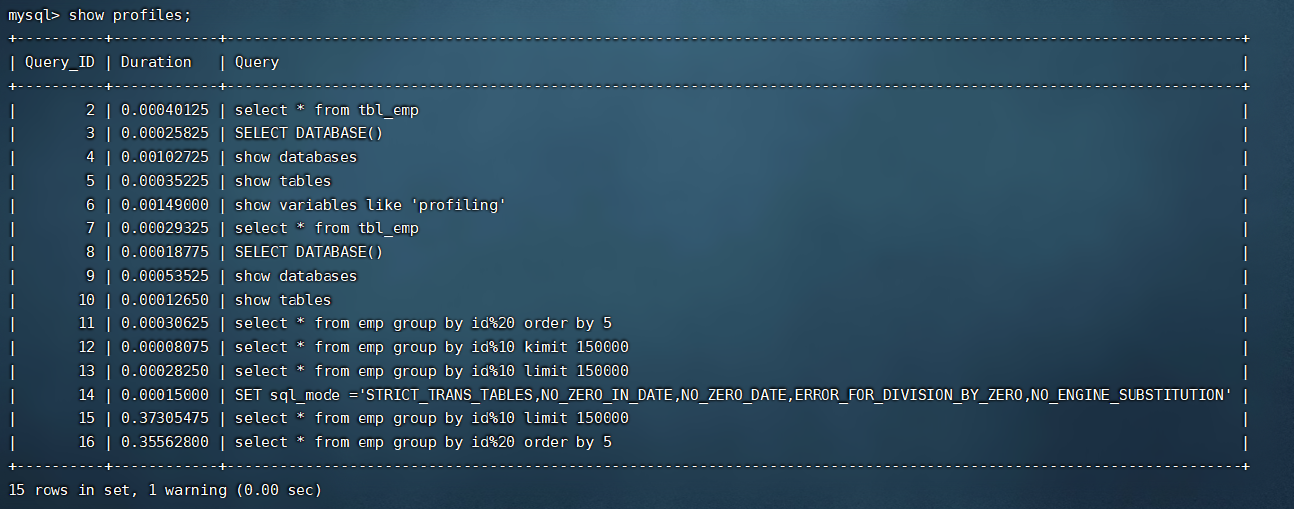 mysql> show profiles;
+----------+------------+---------------------------------------------------------------------------------------------------------------------+
| Query_ID | Duration   | Query                                                                                                               |
+----------+------------+---------------------------------------------------------------------------------------------------------------------+
|        2 | 0.00040125 | select * from tbl_emp                                                                                               |
|        3 | 0.00025825 | SELECT DATABASE()                                                                                                   |
|        4 | 0.00102725 | show databases                                                                                                      |
|        5 | 0.00035225 | show tables                                                                                                         |
|        6 | 0.00149000 | show variables like 'profiling'                                                                                     |
|        7 | 0.00029325 | select * from tbl_emp                                                                                               |
|        8 | 0.00018775 | SELECT DATABASE()                                                                                                   |
|        9 | 0.00053525 | show databases                                                                                                      |
|       10 | 0.00012650 | show tables                                                                                                         |
|       11 | 0.00030625 | select * from emp group by id%20 order by 5                                                                         |
|       12 | 0.00008075 | select * from emp group by id%10 kimit 150000                                                                       |
|       13 | 0.00028250 | select * from emp group by id%10 limit 150000                                                                       |
|       14 | 0.00015000 | SET sql_mode ='STRICT_TRANS_TABLES,NO_ZERO_IN_DATE,NO_ZERO_DATE,ERROR_FOR_DIVISION_BY_ZERO,NO_ENGINE_SUBSTITUTION' |
|       15 | 0.37305475 | select * from emp group by id%10 limit 150000                                                                       |
|       16 | 0.35562800 | select * from emp group by id%20 order by 5                                                                         |
+----------+------------+---------------------------------------------------------------------------------------------------------------------+
15 rows in set, 1 warning (0.00 sec)